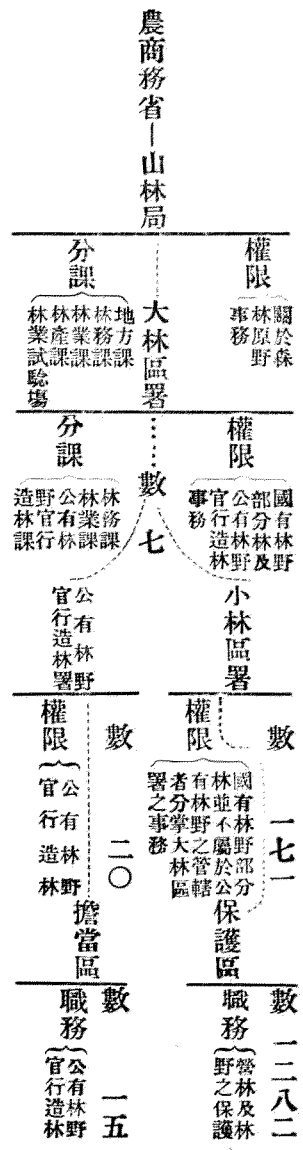 農商務省—山林局
權限
關於森
林原野
事務
分課
地方課
林務課
林業課
林產課
林業試驗場
大林區署
權限
國有林野
部分林及
公有林野
官行造林
事務
數
七
分課
林務課
林業課
公有林
野官行
造林課
小林區署
數
一七一
權限
國有林野部分
林並不屬於公
有林野之管轄
者分掌大林區
署之事務
公有林野
官行造林署
數
二〇
權限
公有林野
官行造林
保護區
數
一二八二
職務
營林及林
野之保護
擔當區
數
一五
職務
公有林野
官行造林